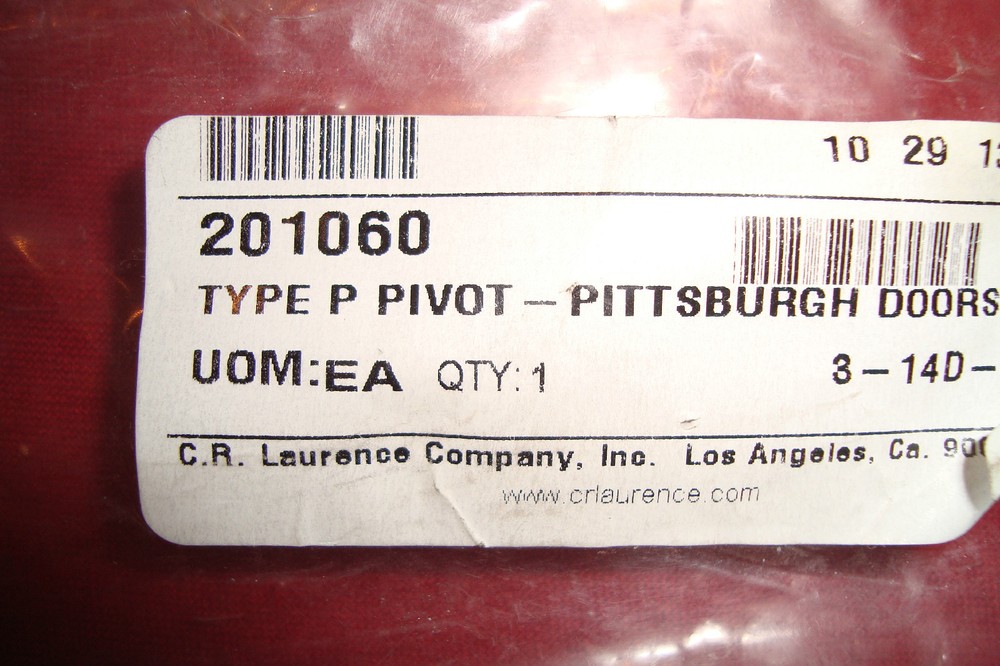 10 29
201060
TYPE P PIVOT - PITTSBURGH DOORS
UOM:EA QTY: 1 3-14D-
C.R. Laurence Company, Inc. Los Angeles, Ca.
www.crlaurence.com